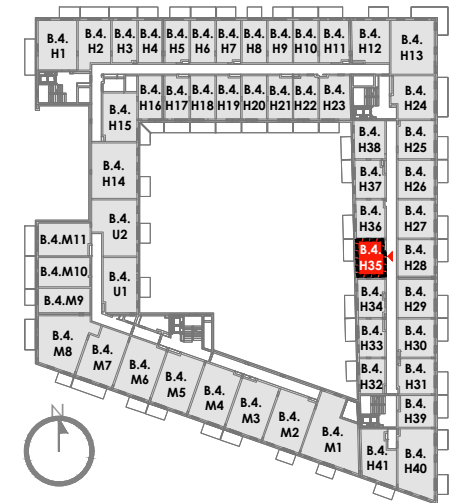 B.4.
H1
B.4.
H2
B.4.
H3
B.4.
H4
B.4.
H5
B.4.
H6
B.4.
H7
B.4.
H8
B.4.
H9
B.4.
H10
B.4.
H11
B.4.
H12
B.4.
H13
B.4.
H15
B.4.
H16
B.4.
H17
B.4.
H18
B.4.
H19
B.4.
H20
B.4.
H21
B.4.
H22
B.4.
H23
B.4.
H24
B.4.
H38
B.4.
H25
B.4.
H14
B.4.
H37
B.4.
H26
B.4.
U2
B.4.
H36
B.4.
H27
B.4.M11
B.4.
H35
B.4.
H28
B.4.M10
B.4.
U1
B.4.M9
B.4.
H34
B.4.
H29
B.4.
M8
B.4.
M7
B.4.
M6
B.4.
M5
B.4.
M4
B.4.
M3
B.4.
M2
B.4.
M1
B.4.
H33
B.4.
H30
B.4.
H32
B.4.
H31
B.4.
H39
B.4.
H41
B.4.
H40
N